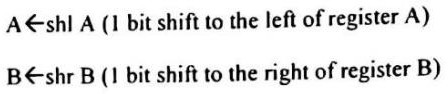 A←shl A (1 bit shift to the left of register A)
B←shr B (1 bit shift to the right of register B)